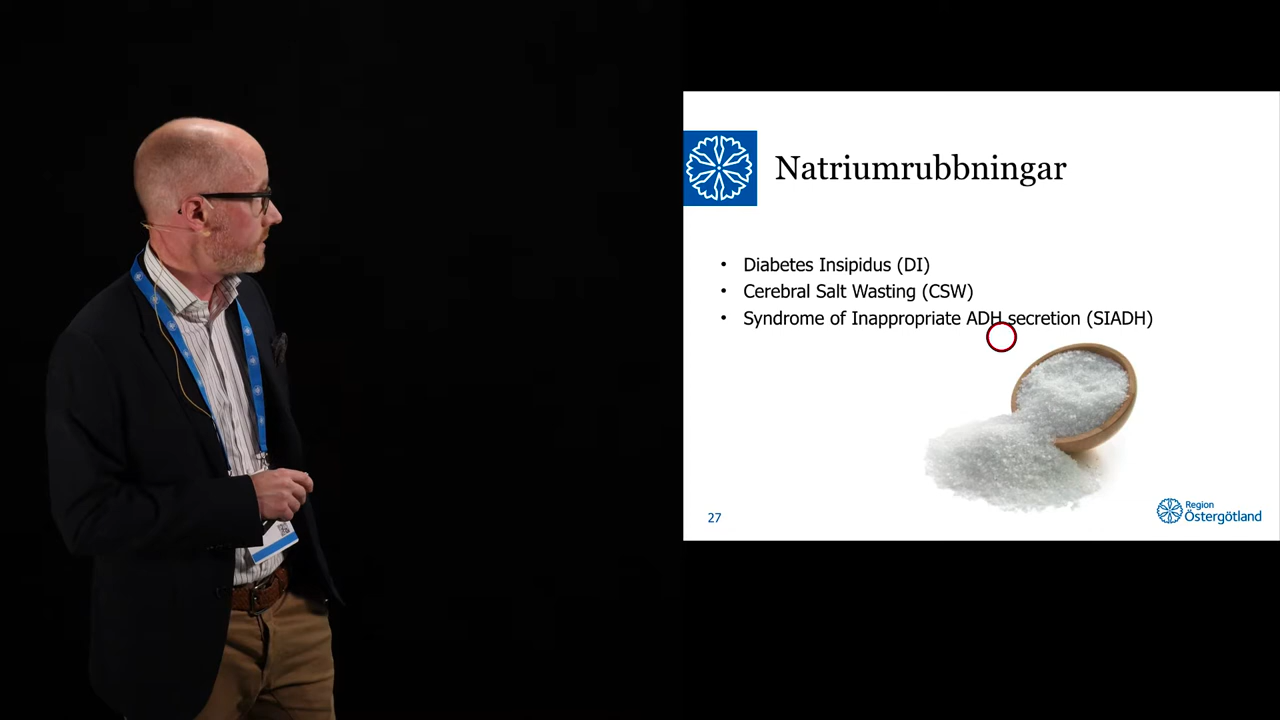 Natriumrubbningar
• Diabetes Insipidus (DI)
• Cerebral Salt Wasting (CSW)
• Syndrome of Inappropriate ADH secretion (SIADH)
27
Region
Östergötland